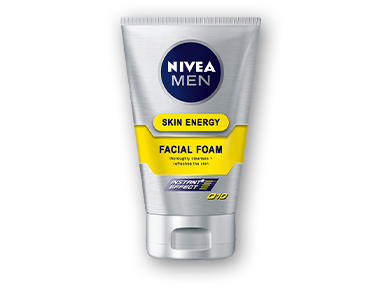 NIVEA
MEN
SKIN ENERGY
FACIAL FOAM
thoroughly cleanses +
refreshes the skin
INSTANT
EFFECT
Q10